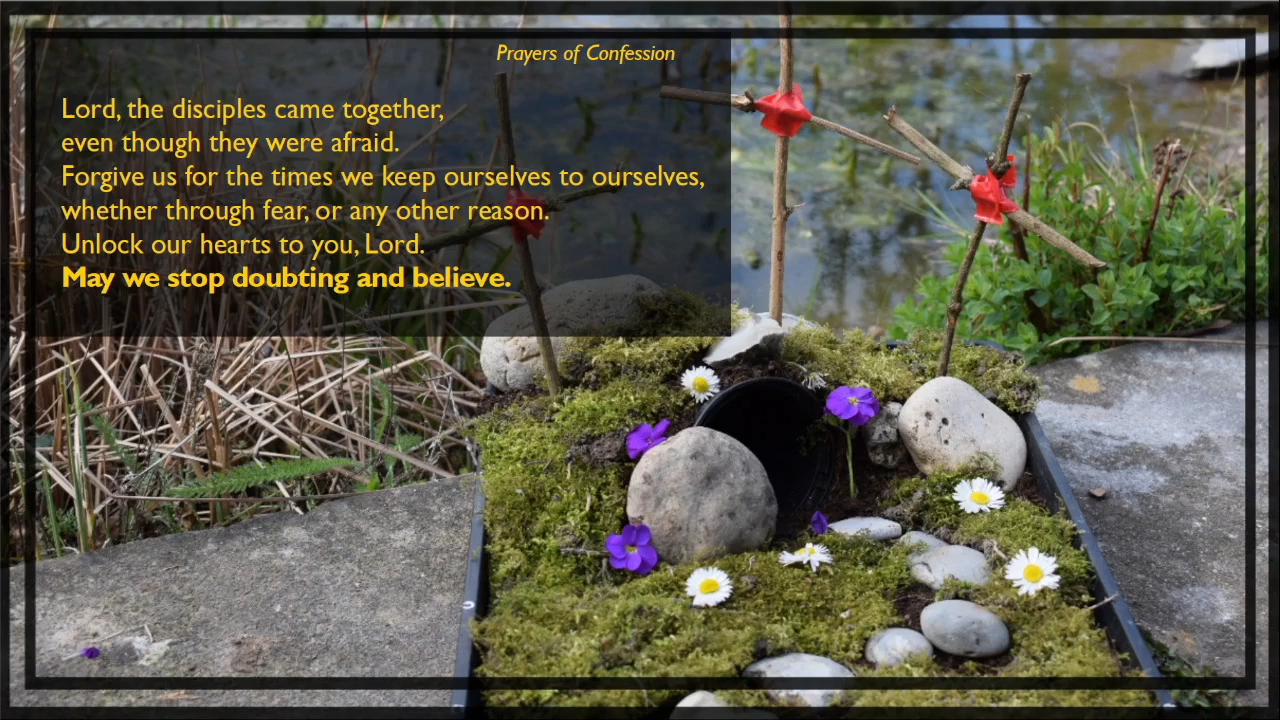 Prayers of Confession
Lord, the disciples came together,
even though they were afraid.
Forgive us for the times we keep ourselves to ourselves,
whether through fear, or any other reason.
Unlock our hearts to you, Lord.
May we stop doubting and believe.